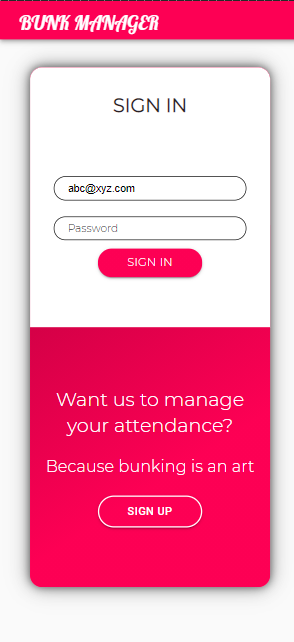 BUNK MANAGER
SIGN IN
abc@xyz.com
Password
SIGN IN
Want us to manage
your attendance?
Because bunking is an art
SIGN UP